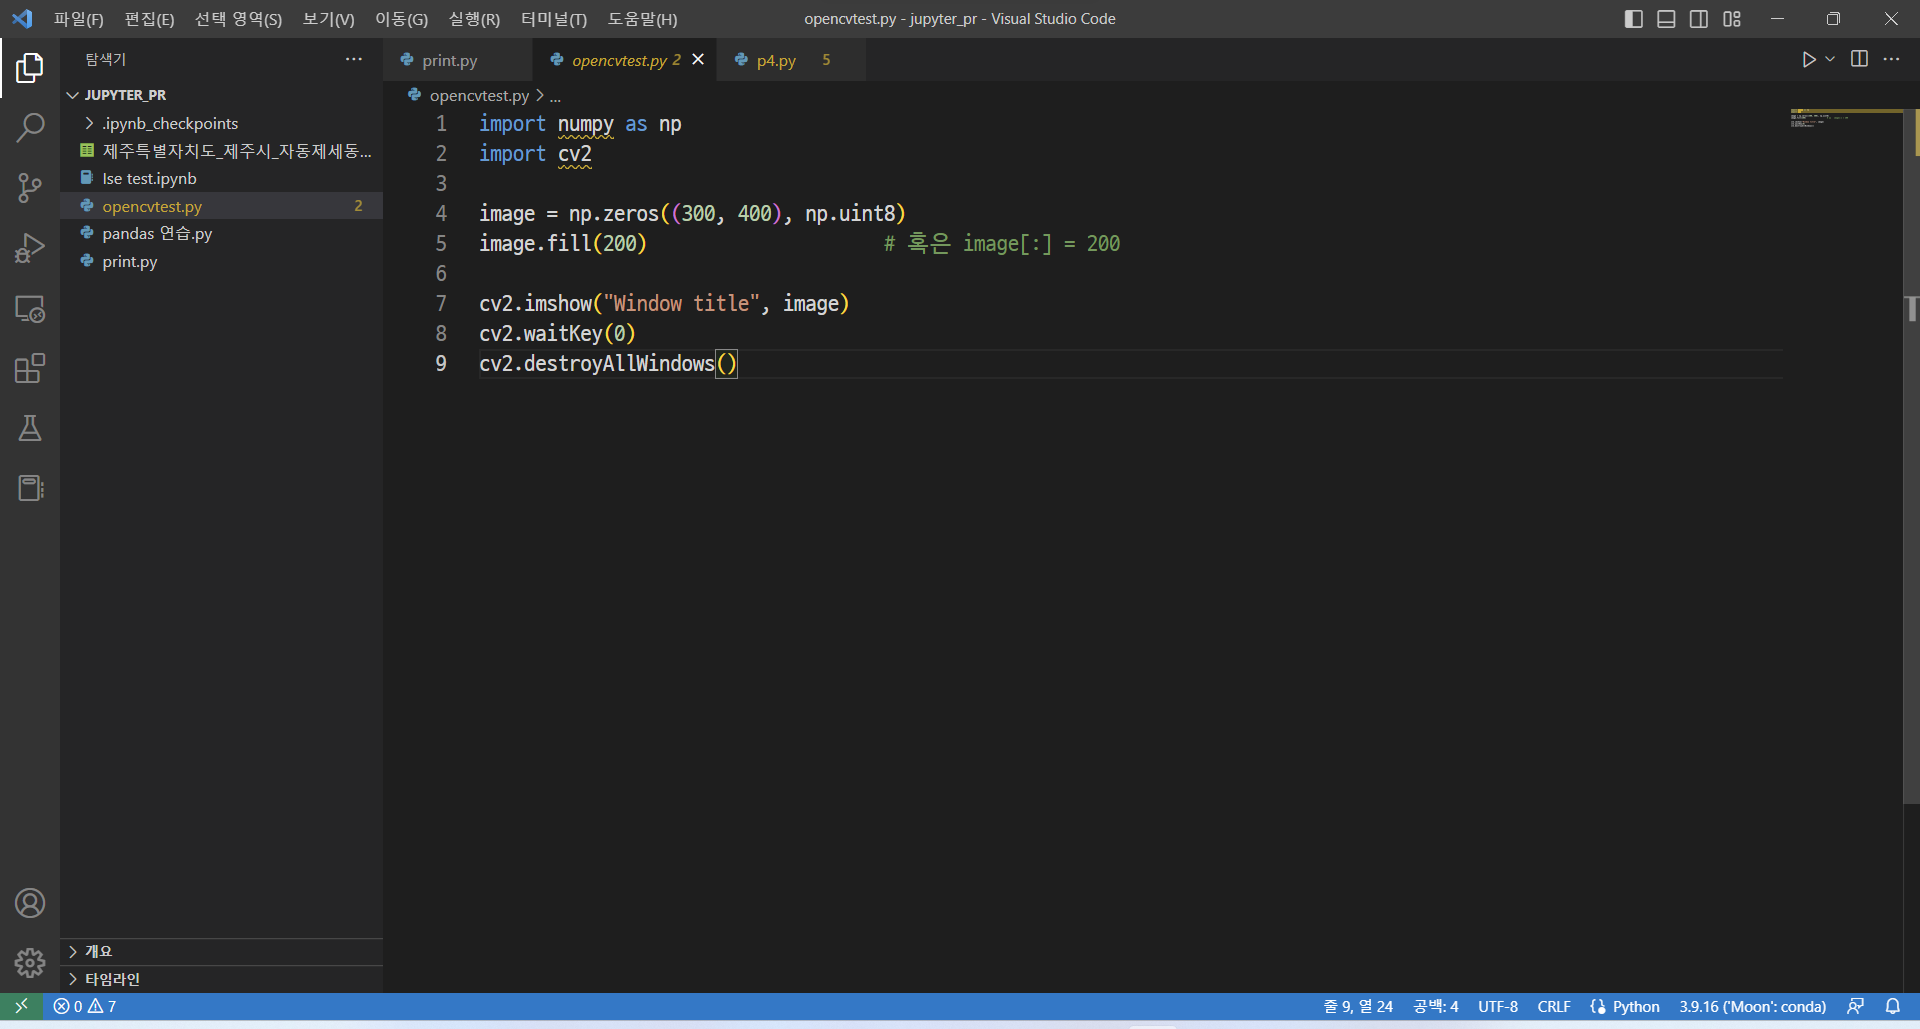 파일(F) 편집(E) 선택 영역(S) 보기(V) 이동(G) 실행(R) 터미널(T) 도움말(H) opencvtest.py - jupyter_pr - Visual Studio Code
탐색기 ...
print.py opencvtest.py 2 p4.py 5
opencvtest.py > ...
JUPYTER_PR
.ipynb_checkpoints
제주특별자치도_제주시_자동제세동...
lse test.ipynb
opencvtest.py 2
pandas 연습.py
print.py
1 import numpy as np
2 import cv2
3
4 image = np.zeros((300, 400), np.uint8)
5 image.fill(200) # 혹은 image[:] = 200
6
7 cv2.imshow("Window title", image)
8 cv2.waitKey(0)
9 cv2.destroyAllWindows()
개요
타임라인
0 7 줄 9, 열 24 공백: 4 UTF-8 CRLF Python 3.9.16 ('Moon': conda)